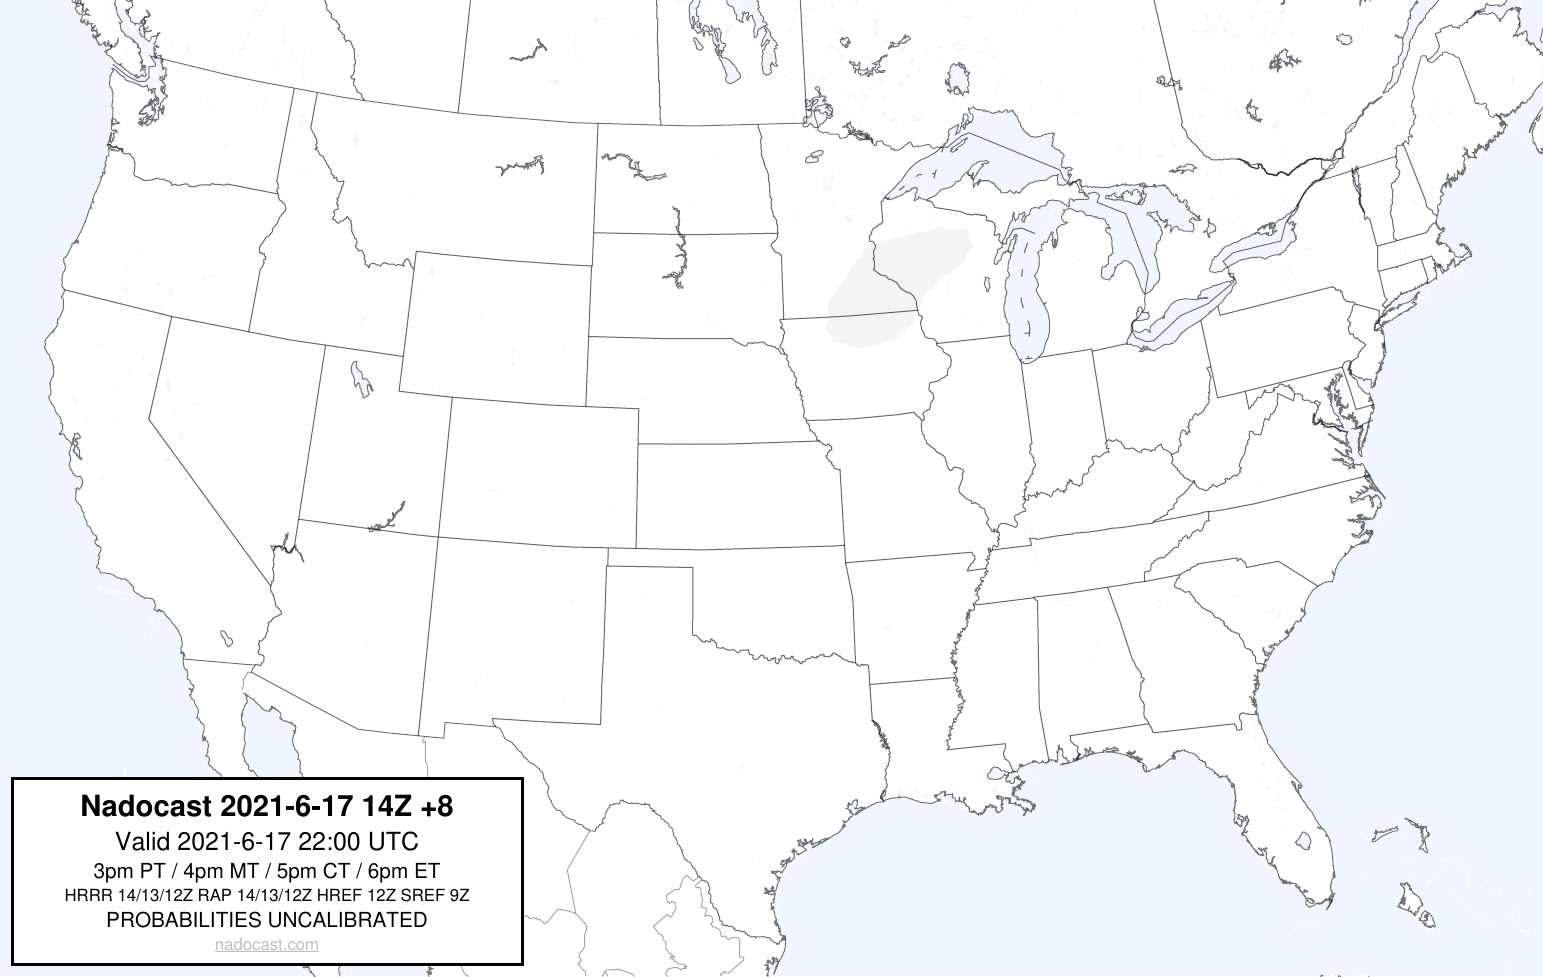 Nadocast 2021-6-17 14Z +8
Valid 2021-6-17 22:00 UTC
3pm PT / 4pm MT / 5pm CT / 6pm ET
HRRR 14/13/12Z RAP 14/13/12Z HREF 12Z SREF 9Z
PROBABILITIES UNCALIBRATED
nadocast.com